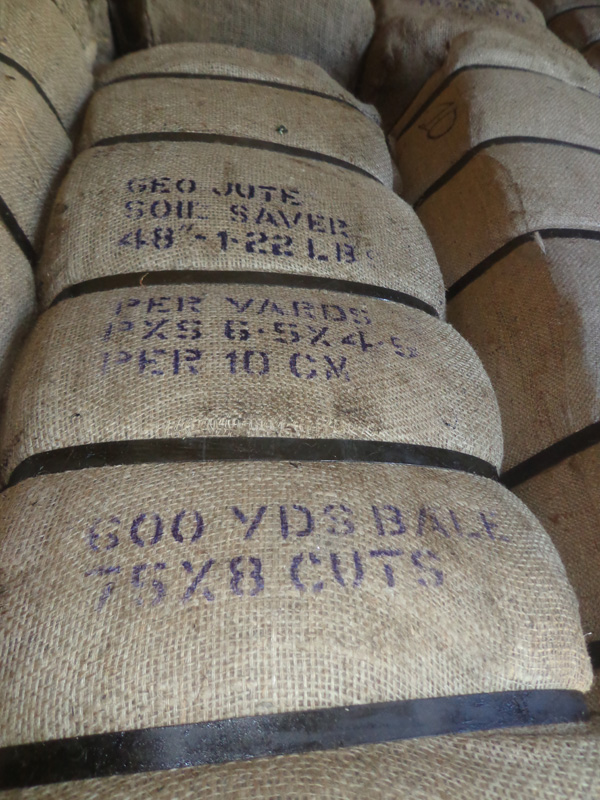 GEO JUTE
SOIL SAVER
48"-1·22 LBS
PER YARDS
PXS 6·5X4·5
PER 10 CM
600 YDS BALE
75X8 CUTS